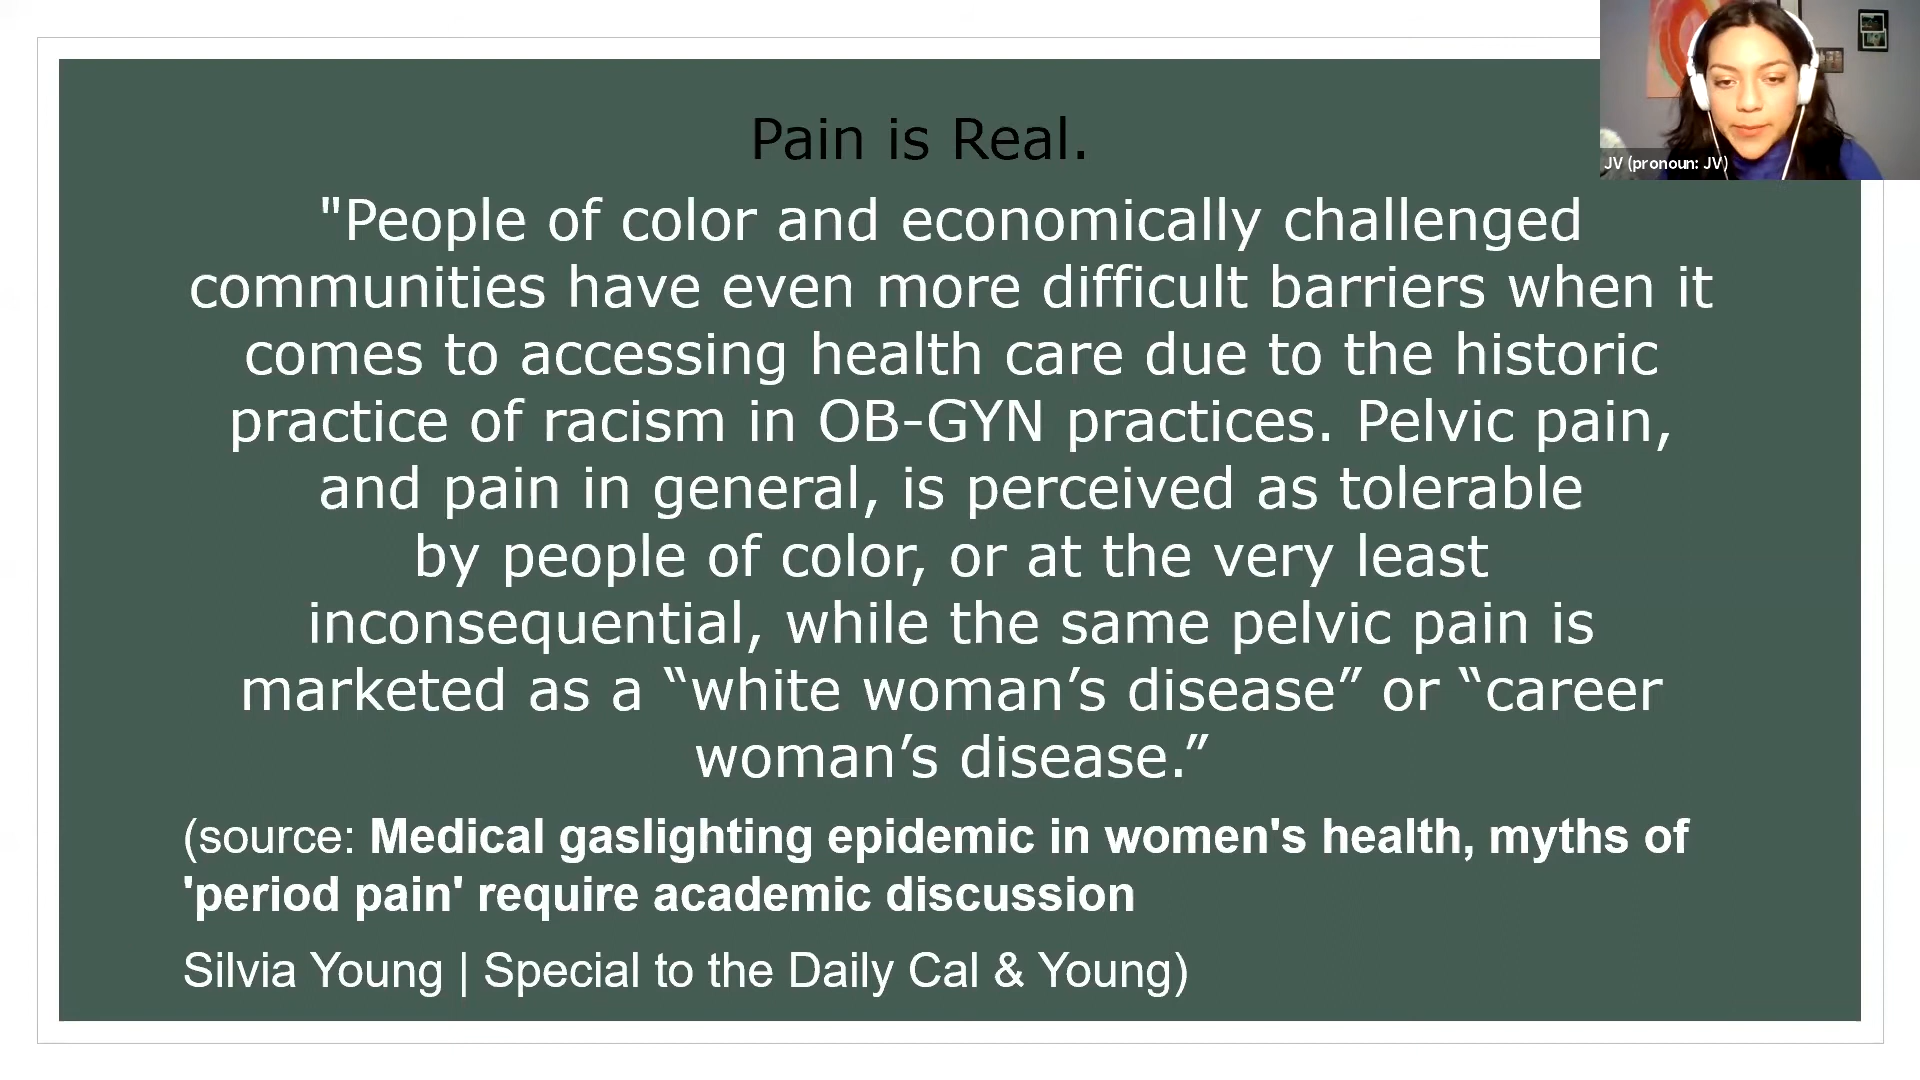 Pain is Real.
"People of color and economically challenged
communities have even more difficult barriers when it
comes to accessing health care due to the historic
practice of racism in OB-GYN practices. Pelvic pain,
and pain in general, is perceived as tolerable
by people of color, or at the very least
inconsequential, while the same pelvic pain is
marketed as a “white woman’s disease” or “career
woman’s disease.”
(source: Medical gaslighting epidemic in women's health, myths of
'period pain' require academic discussion
Silvia Young | Special to the Daily Cal & Young)
JV (pronoun: JV)